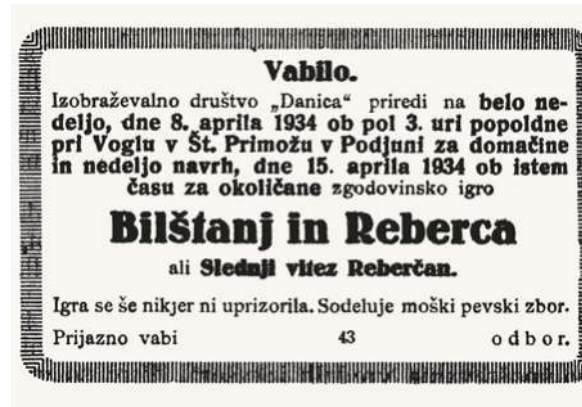 Vabilo.
Izobraževalno društvo „Danica“ priredi na belo ne-
deljo, dne 8. aprila 1934 ob pol 3. uri popoldne
pri Voglu v Št. Primožu v Podjuni za domačine
in nedeljo navrh, dne 15. aprila 1934 ob istem
času za okoličane zgodovinsko igro
Bilštanj in Reberca
ali Slednji vitez Reberčan.
Igra se še nikjer ni uprizorila. Sodeluje moški pevski zbor.
Prijazno vabi 43 odbor.